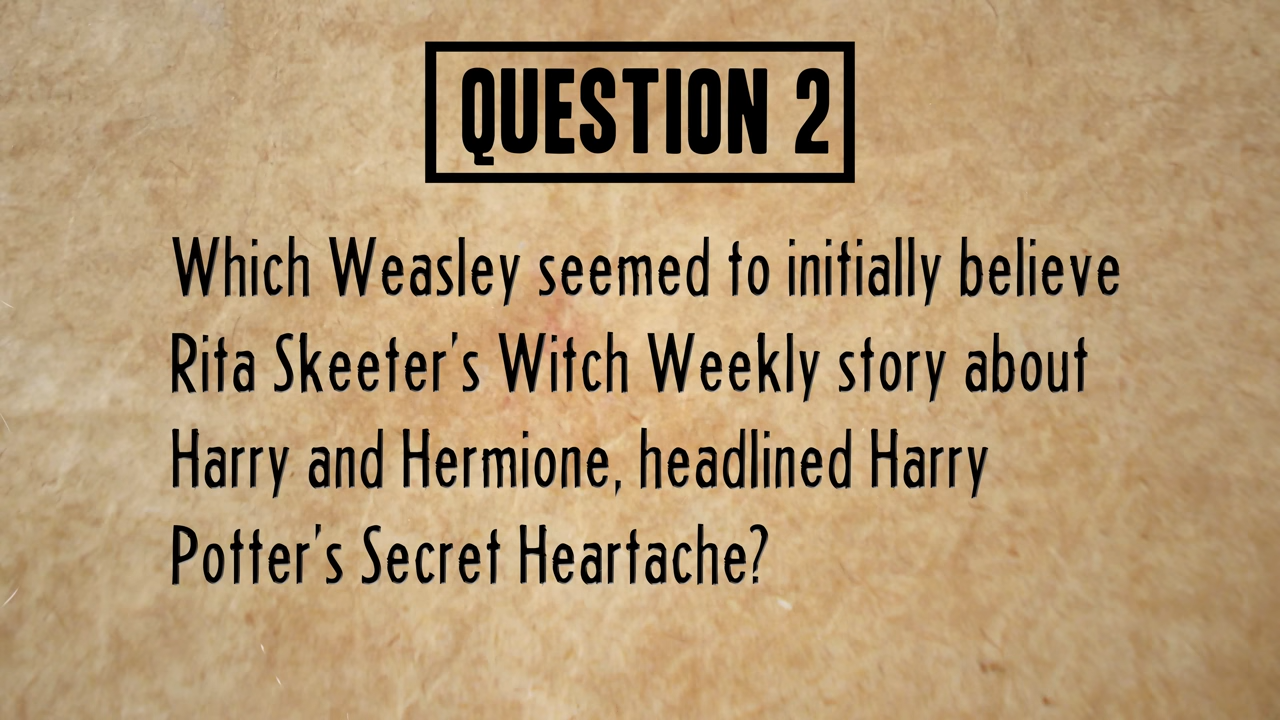 QUESTION 2
Which Weasley seemed to initially believe
Rita Skeeter's Witch Weekly story about
Harry and Hermione, headlined Harry
Potter's Secret Heartache?